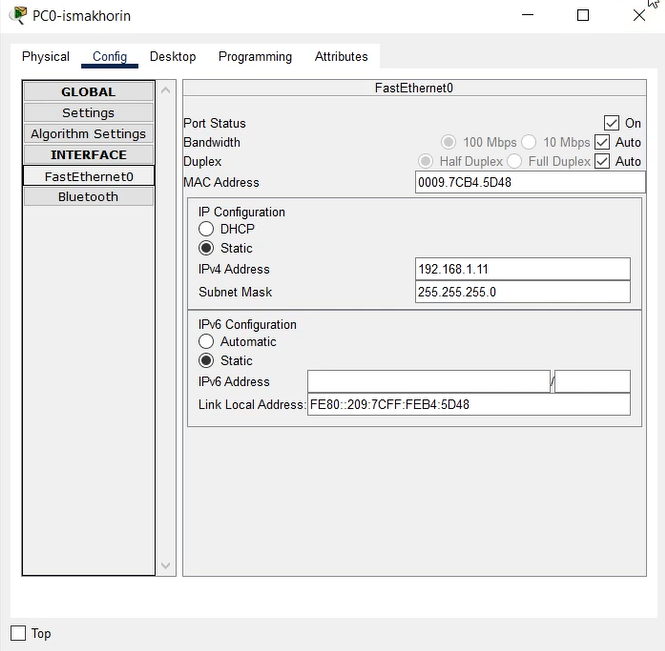 PC0-ismakhorin
Physical Config Desktop Programming Attributes
GLOBAL
Settings
Algorithm Settings
INTERFACE
FastEthernet0
Bluetooth
FastEthernet0
Port Status On
Bandwidth 100 Mbps 10 Mbps Auto
Duplex Half Duplex Full Duplex Auto
MAC Address 0009.7CB4.5D48
IP Configuration
DHCP
Static
IPv4 Address 192.168.1.11
Subnet Mask 255.255.255.0
IPv6 Configuration
Automatic
Static
IPv6 Address /
Link Local Address: FE80::209:7CFF:FEB4:5D48
Top